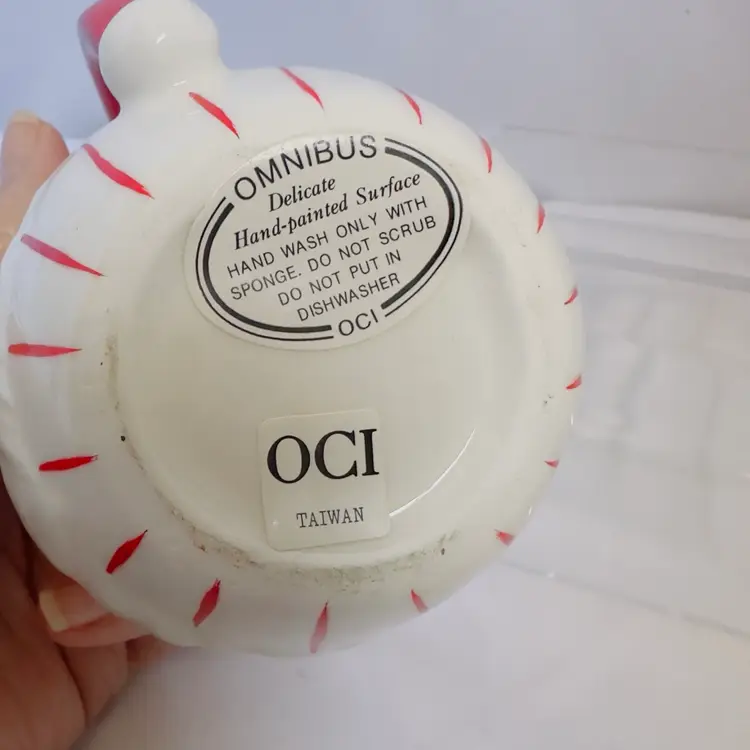 OMNIBUS
Delicate
Hand-painted Surface
HAND WASH ONLY WITH
SPONGE. DO NOT SCRUB
DO NOT PUT IN
DISHWASHER
OCI
OCI
TAIWAN